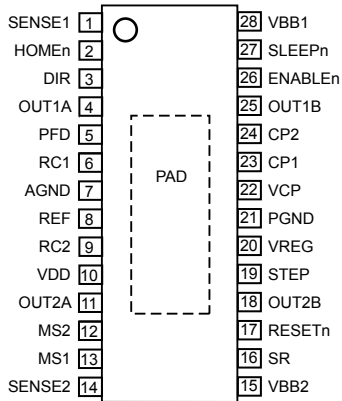 SENSE1 1 28 VBB1
HOMEn 2 27 SLEEPn
DIR 3 26 ENABLEn
OUT1A 4 25 OUT1B
PFD 5 24 CP2
RC1 6 23 CP1
PAD
AGND 7 22 VCP
REF 8 21 PGND
RC2 9 20 VREG
VDD 10 19 STEP
OUT2A 11 18 OUT2B
MS2 12 17 RESETn
MS1 13 16 SR
SENSE2 14 15 VBB2